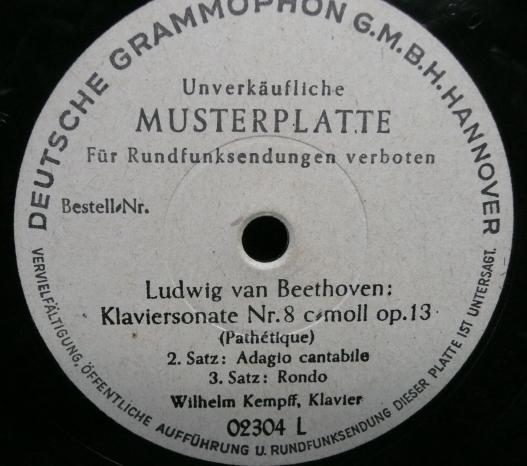 DEUTSCHE GRAMMOPHON G.M.B.H. HANNOVER
Unverkäufliche
MUSTERPLATTE
Für Rundfunksendungen verboten
Bestell-Nr.
Ludwig van Beethoven:
Klaviersonate Nr. 8 c-moll op. 13
(Pathétique)
2. Satz: Adagio cantabile
3. Satz: Rondo
Wilhelm Kempff, Klavier
02304 L
VERVIELFÄLTIGUNG, ÖFFENTLICHE AUFFÜHRUNG U. RUNDFUNKSENDUNG DIESER PLATTE IST UNTERSAGT.